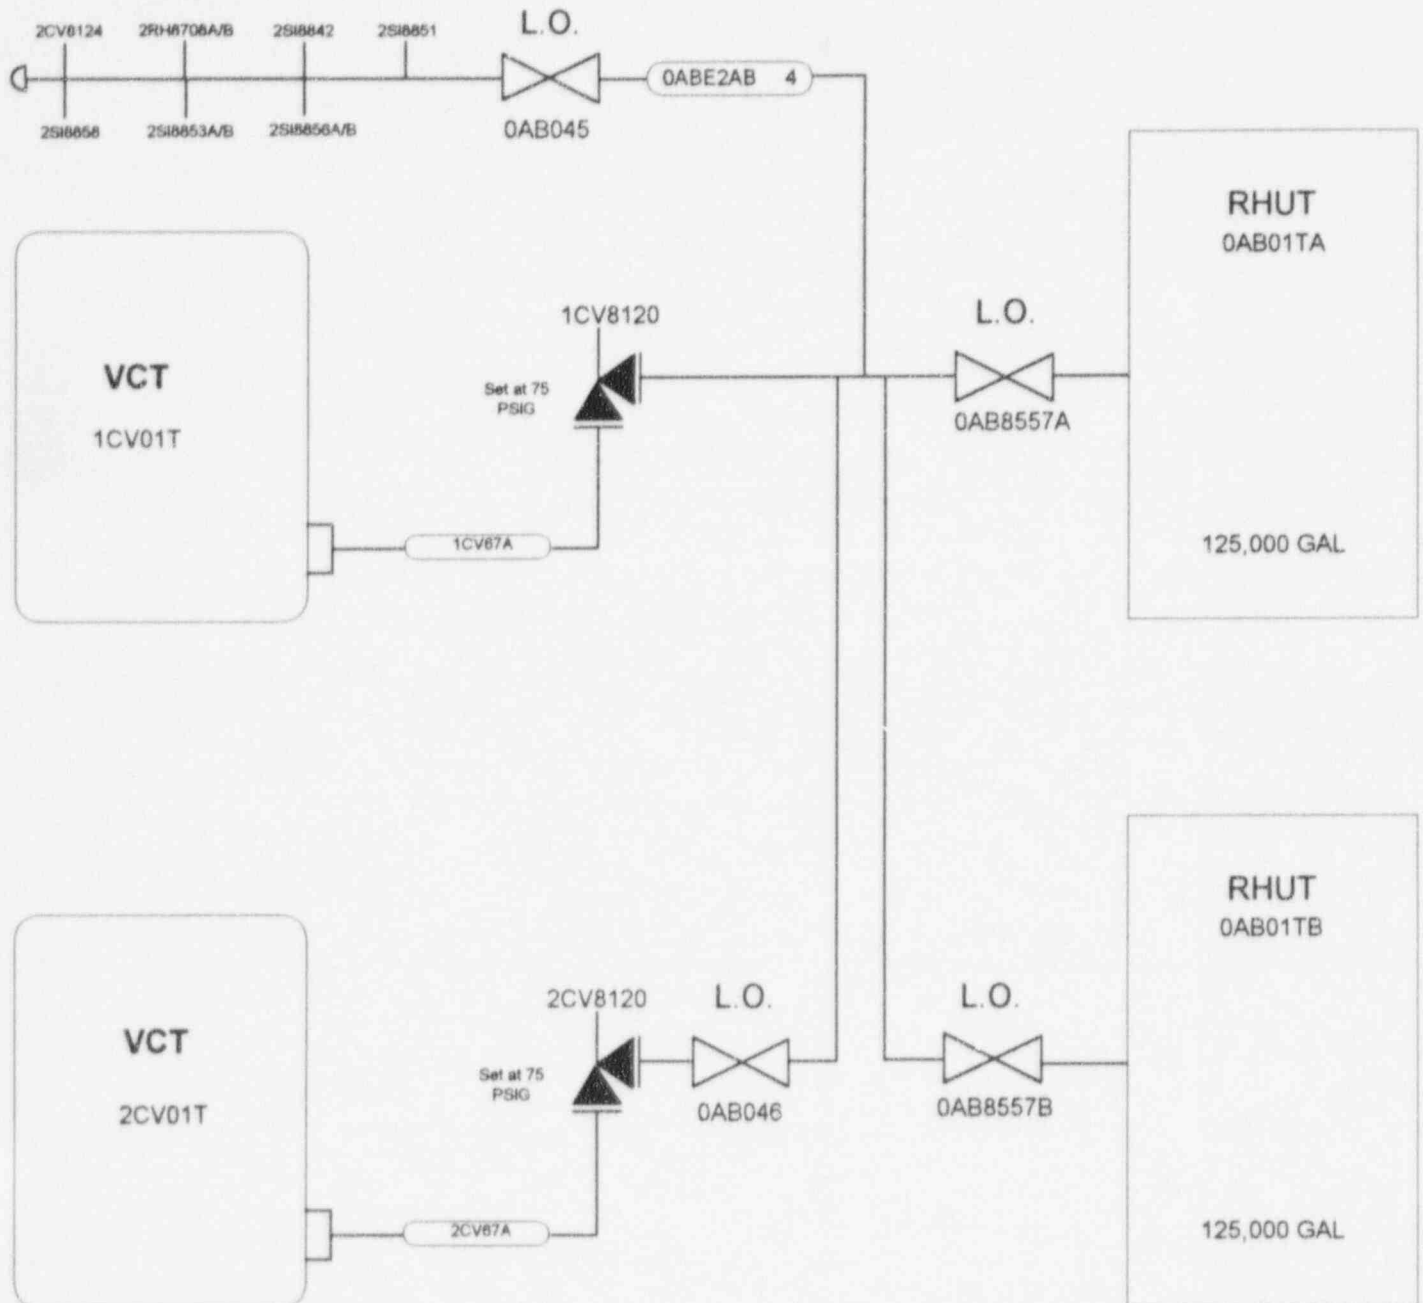 2CV8124 2RH8708A/B 2SI8842 2SI8851 L.O.
0ABE2AB 4
2SI8858 2SI8853A/B 2SI8856A/B 0AB045
RHUT
0AB01TA
1CV8120 L.O.
VCT
Set at 75
PSIG
0AB8557A
1CV01T
1CV67A 125,000 GAL
RHUT
0AB01TB
2CV8120 L.O. L.O.
VCT
Set at 75
PSIG
2CV01T 0AB046 0AB8557B
2CV67A 125,000 GAL